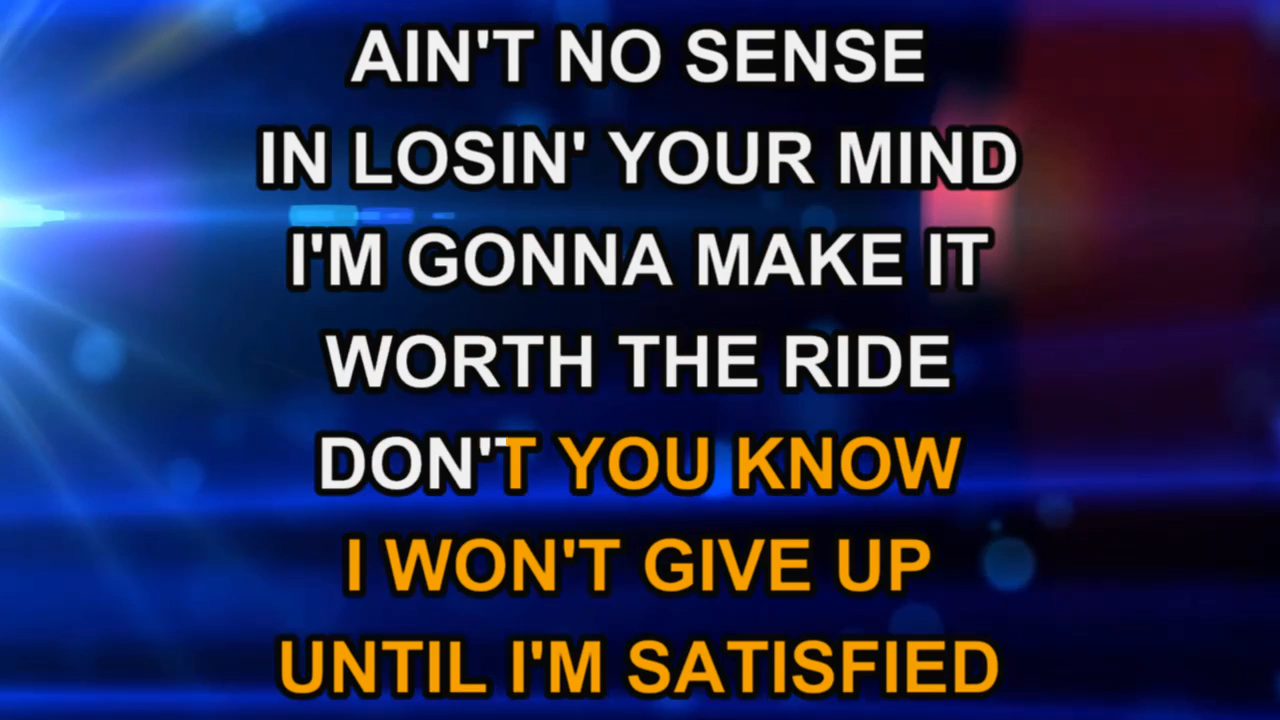 AIN'T NO SENSE
IN LOSIN' YOUR MIND
I'M GONNA MAKE IT
WORTH THE RIDE
DON'T YOU KNOW
I WON'T GIVE UP
UNTIL I'M SATISFIED